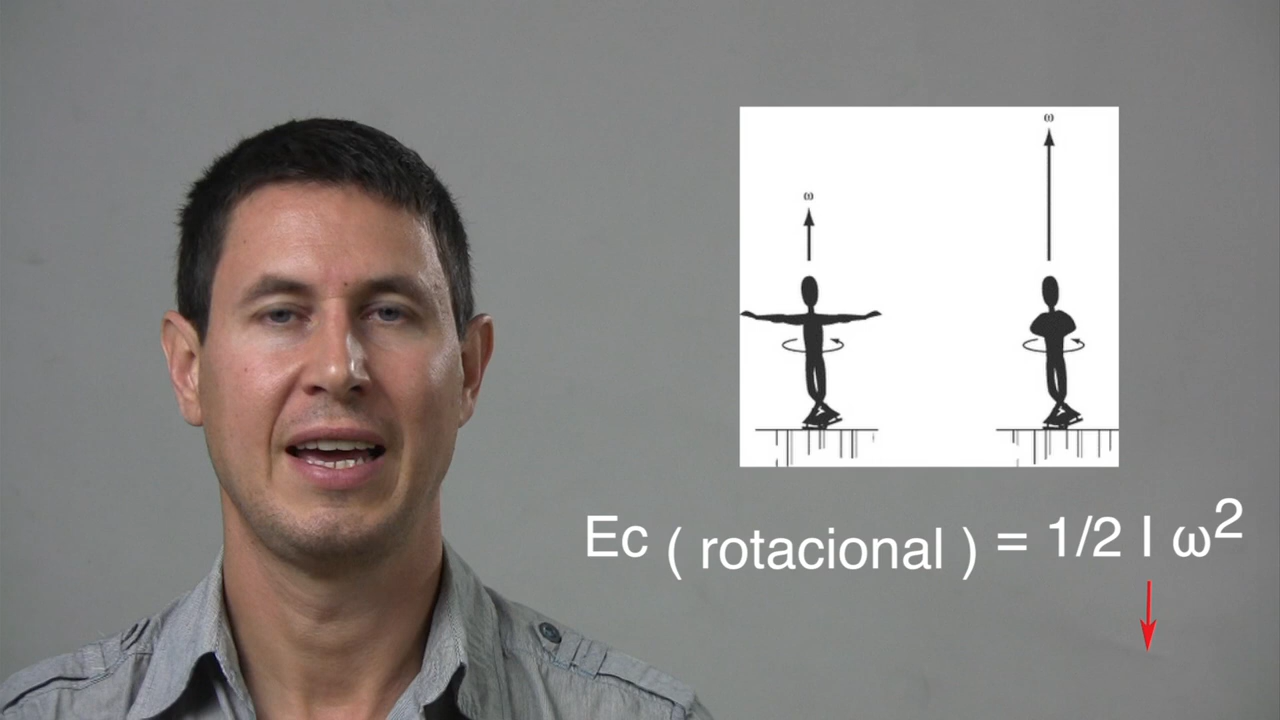 ω
ω
Ec ( rotacional ) = 1/2 I ω²